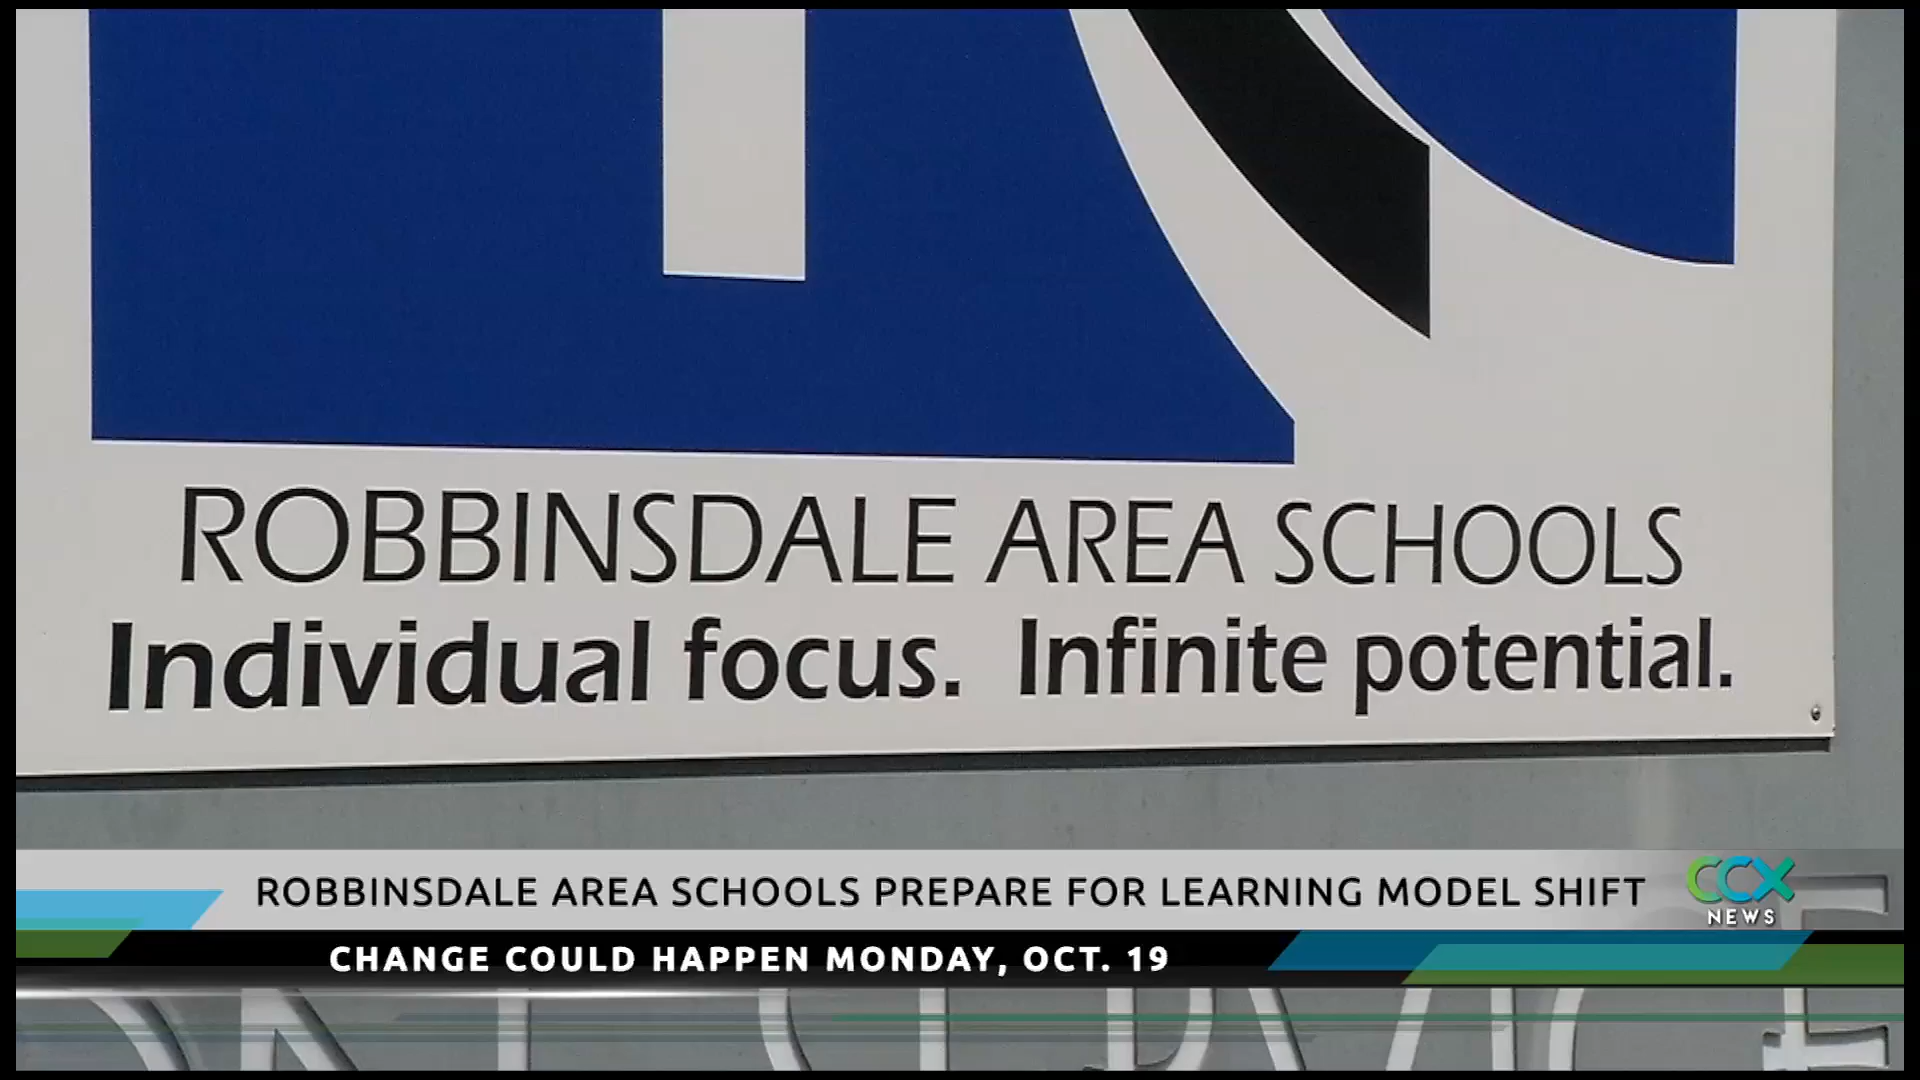 ROBBINSDALE AREA SCHOOLS
Individual focus. Infinite potential.
ROBBINSDALE AREA SCHOOLS PREPARE FOR LEARNING MODEL SHIFT
CCX
NEWS
CHANGE COULD HAPPEN MONDAY, OCT. 19